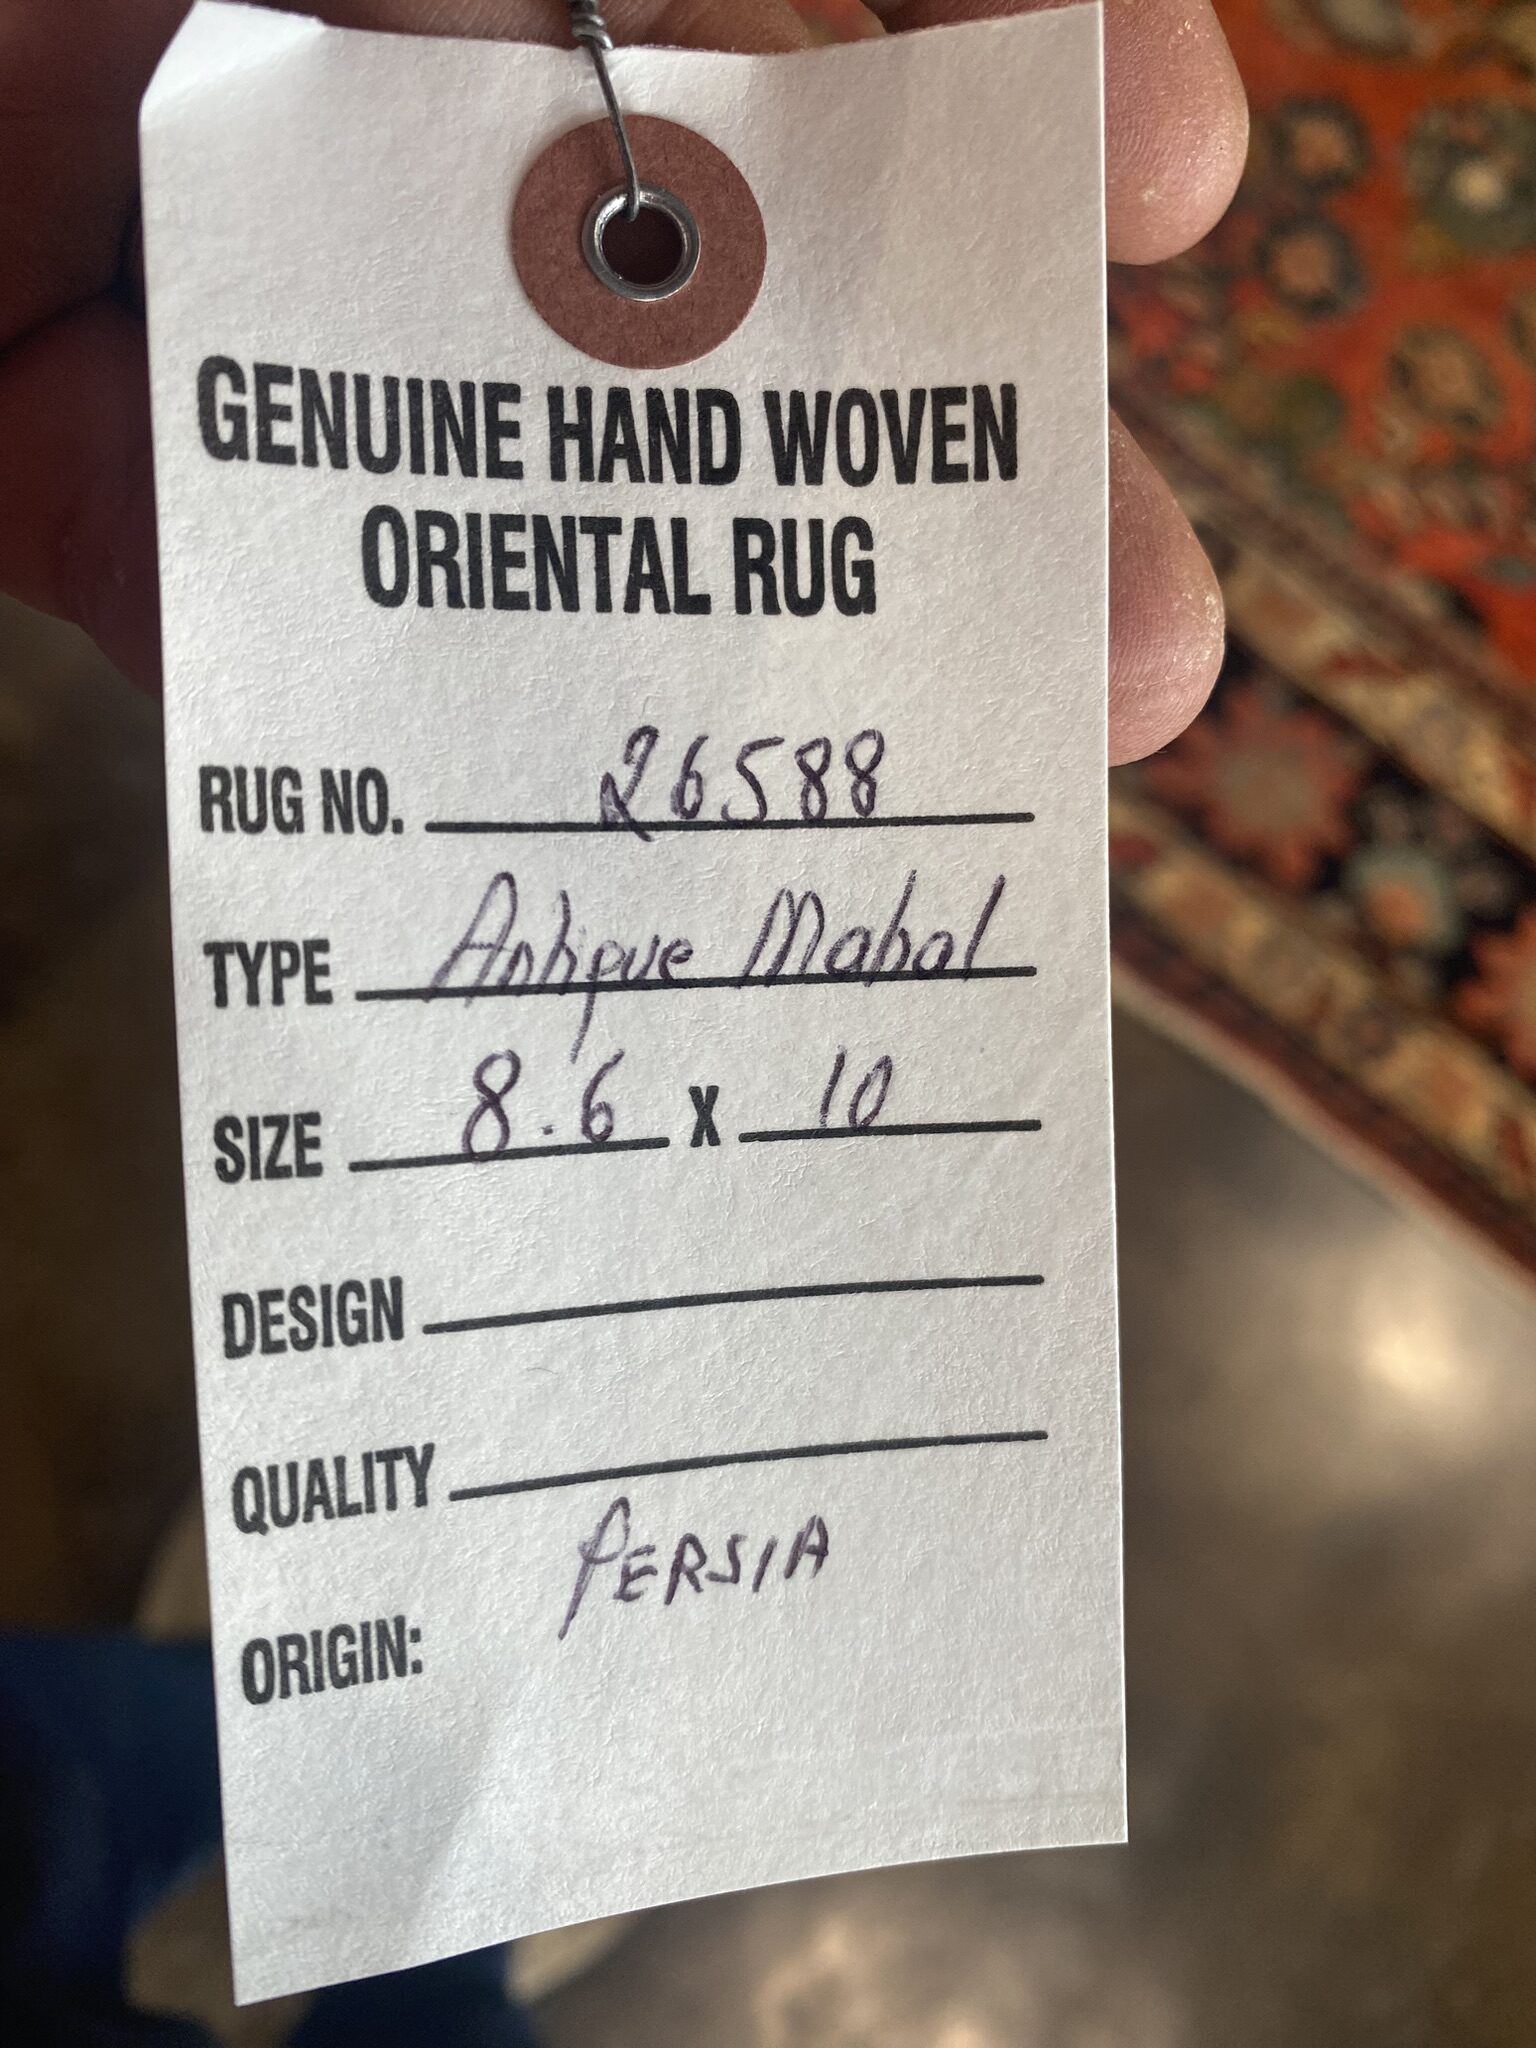 GENUINE HAND WOVEN
ORIENTAL RUG
RUG NO. 26588
TYPE Antique Mahal
SIZE 8.6 X 10
DESIGN
QUALITY
PERSIA
ORIGIN: